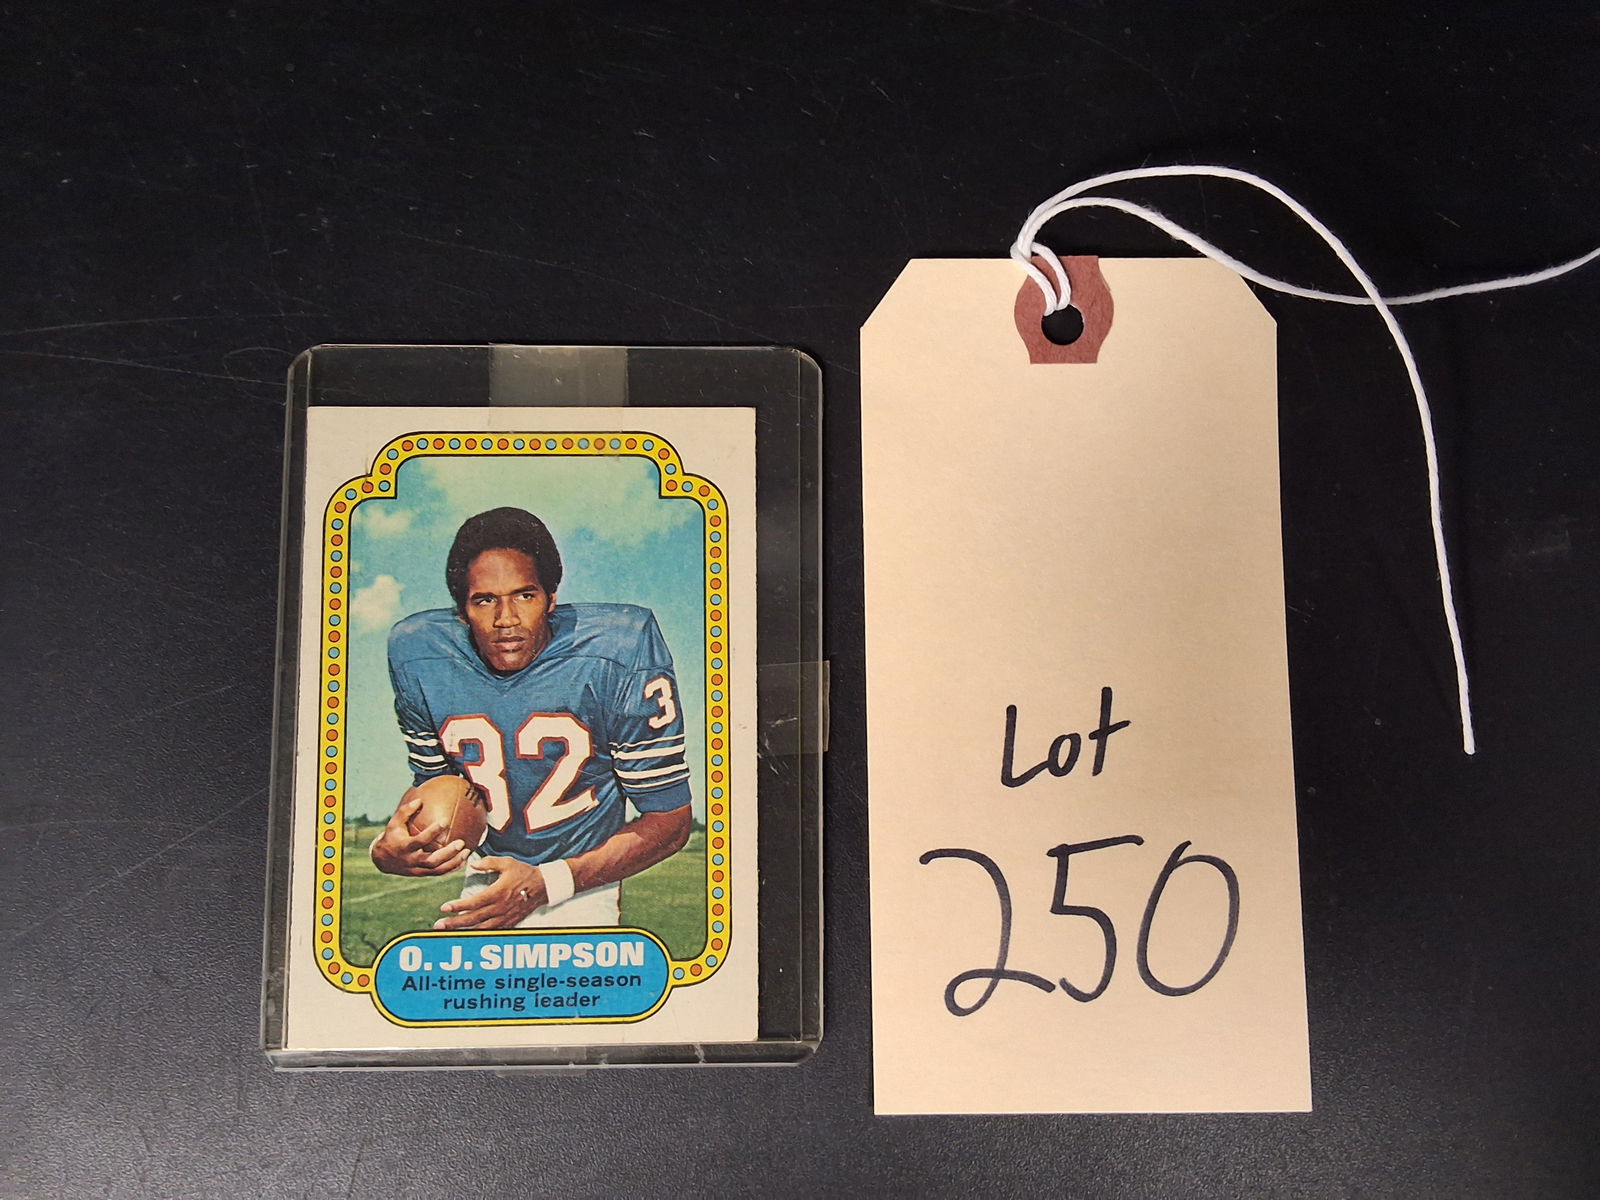 32
3
O. J. SIMPSON
All-time single-season
rushing leader
Lot
250